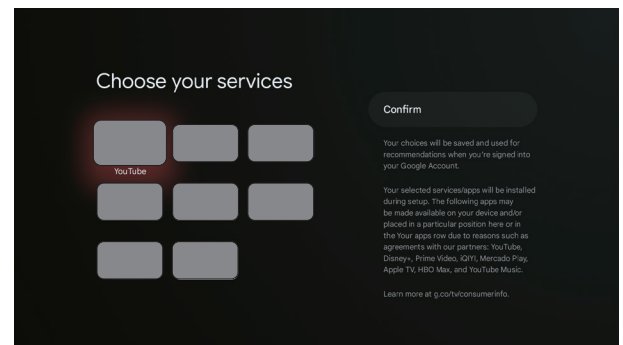 Choose your services
YouTube
Confirm
Your choices will be saved and used for
recommendations when you're signed into
your Google Account.
Your selected services/apps will be installed
during setup. The following apps may
be made available on your device and/or
placed in a particular position here or in
the Your apps row due to reasons such as
agreements with our partners: YouTube,
Disney+, Prime Video, iQIYI, Mercado Play,
Apple TV, HBO Max, and YouTube Music.
Learn more at g.co/tv/consumerinfo.